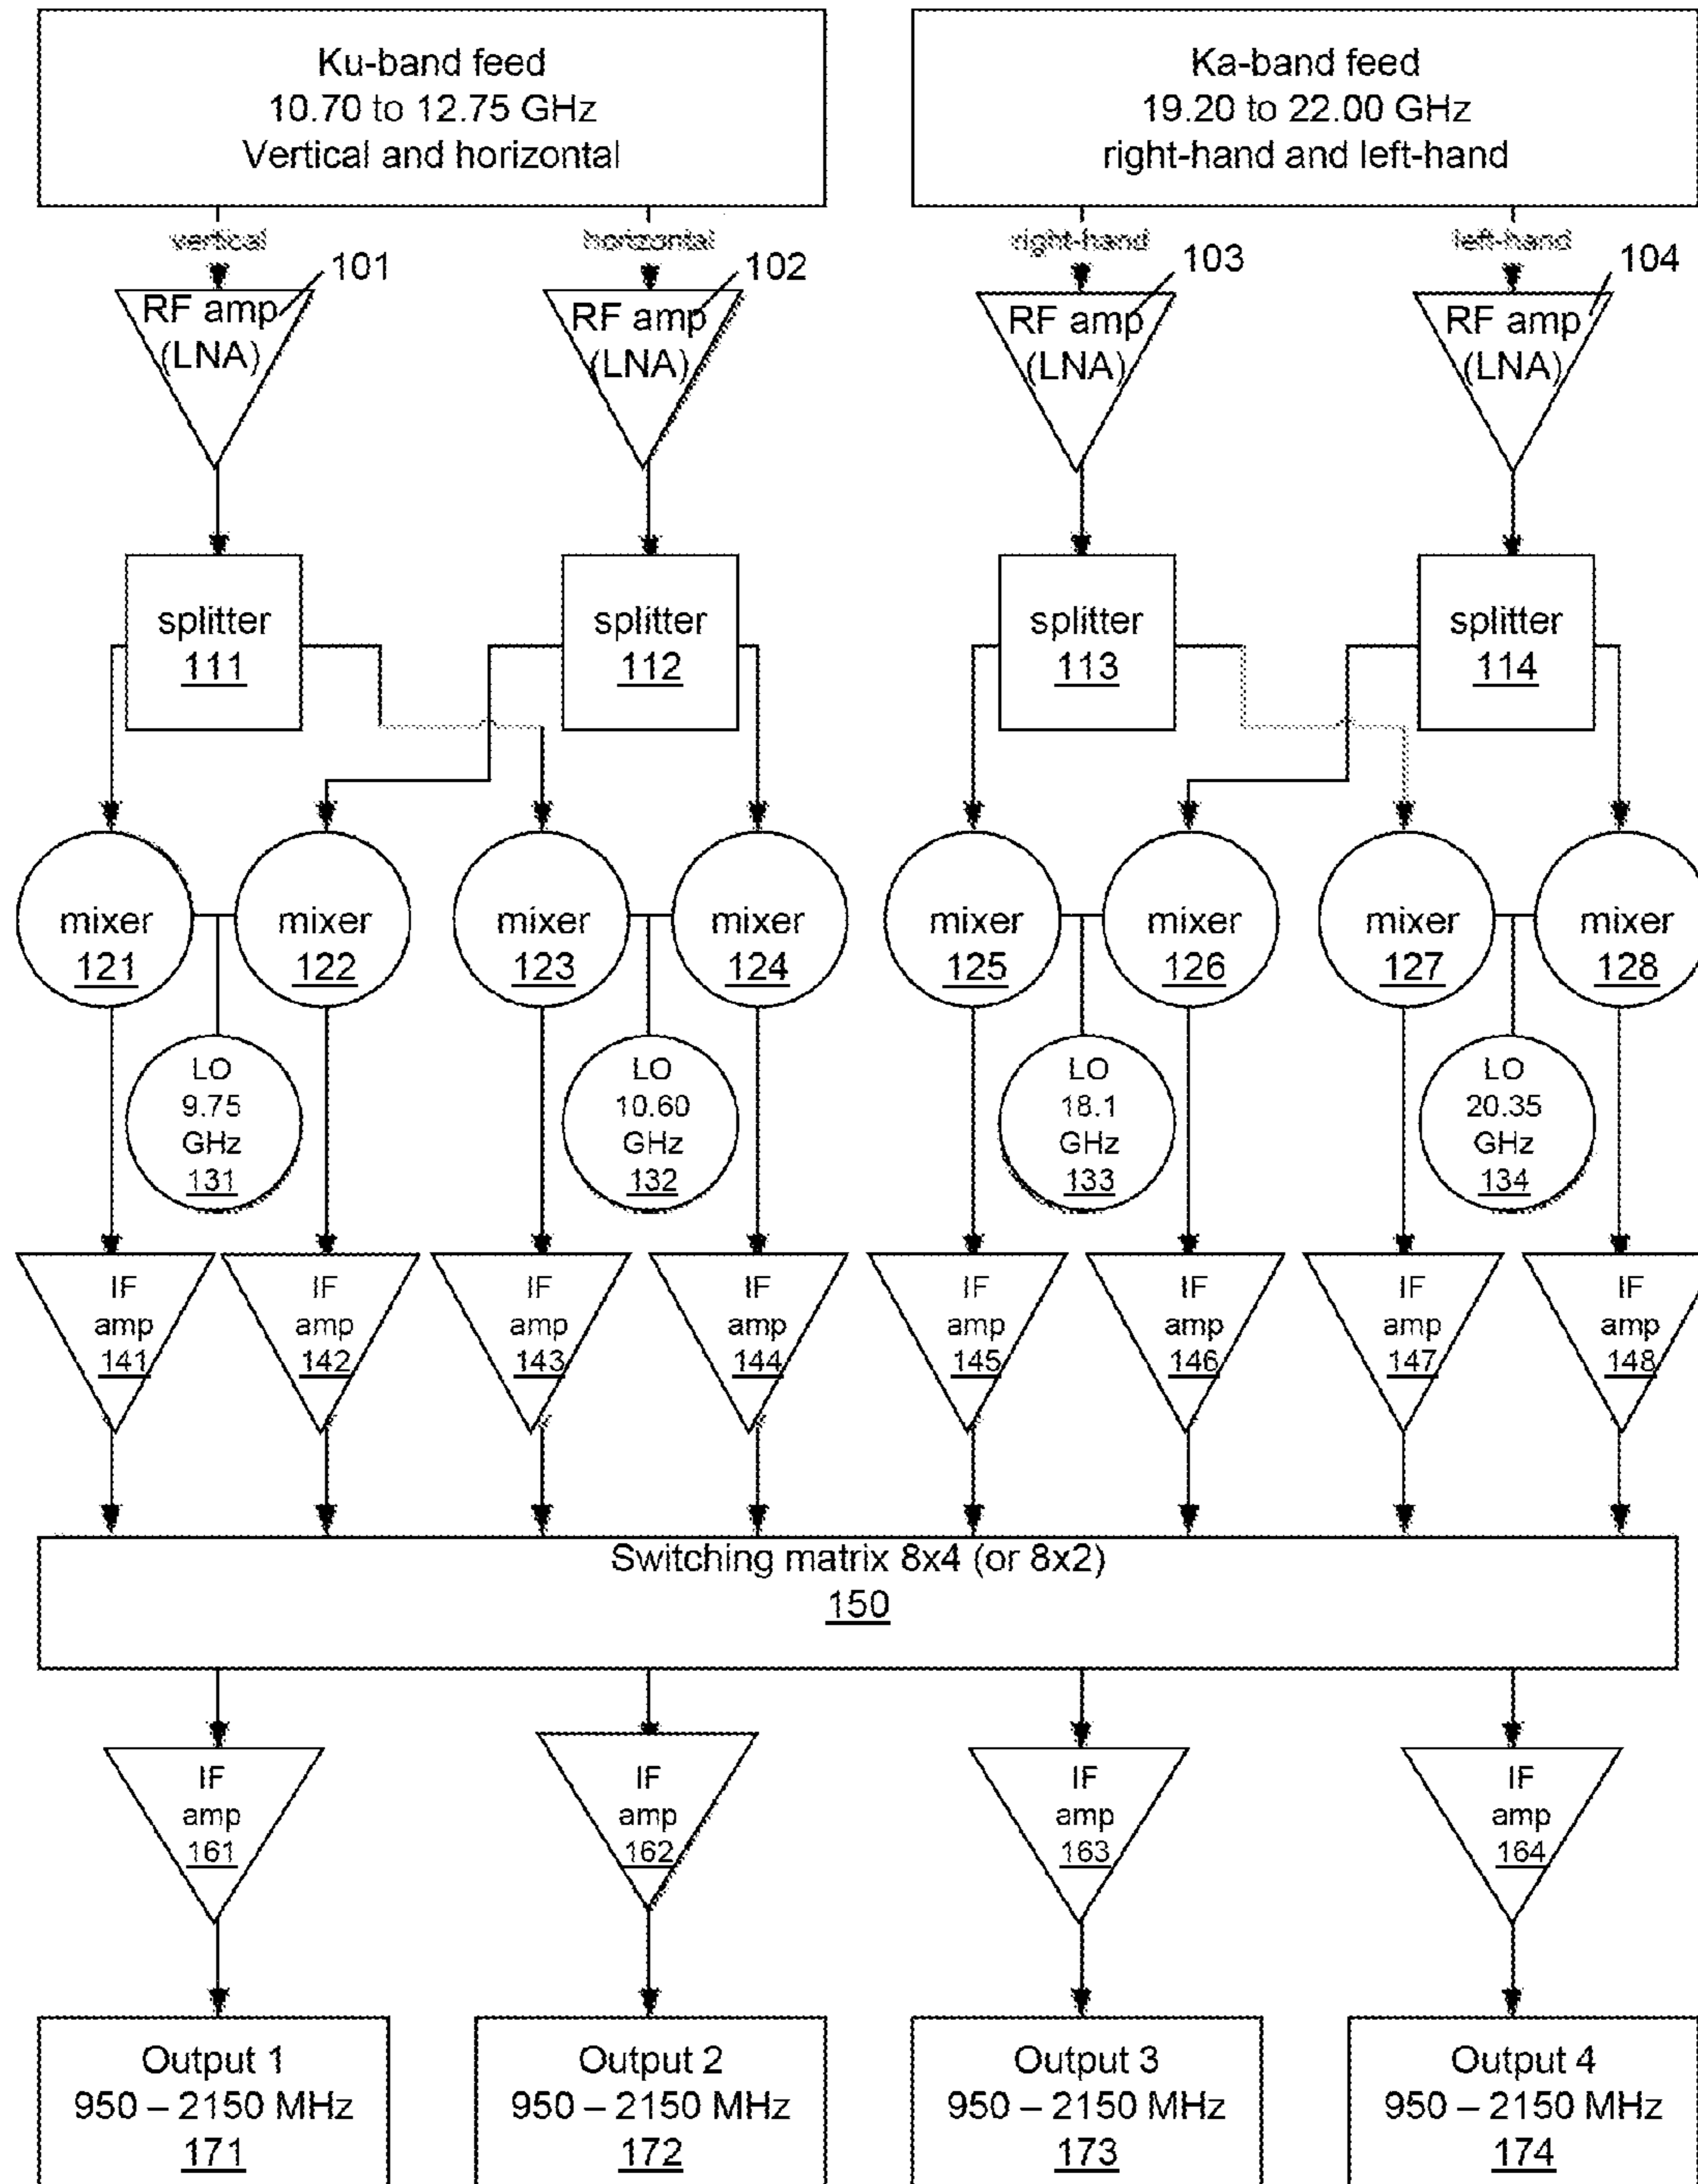 Ku-band feed
10.70 to 12.75 GHz
Vertical and horizontal
Ka-band feed
19.20 to 22.00 GHz
right-hand and left-hand
vertical
horizontal
right-hand
left-hand
101
102
103
104
RF amp
(LNA)
RF amp
(LNA)
RF amp
(LNA)
RF amp
(LNA)
splitter
111
splitter
112
splitter
113
splitter
114
mixer
121
mixer
122
mixer
123
mixer
124
mixer
125
mixer
126
mixer
127
mixer
128
LO
9.75
GHz
131
LO
10.60
GHz
132
LO
18.1
GHz
133
LO
20.35
GHz
134
IF
amp
141
IF
amp
142
IF
amp
143
IF
amp
144
IF
amp
145
IF
amp
146
IF
amp
147
IF
amp
148
Switching matrix 8x4 (or 8x2)
150
IF
amp
161
IF
amp
162
IF
amp
163
IF
amp
164
Output 1
950 – 2150 MHz
171
Output 2
950 – 2150 MHz
172
Output 3
950 – 2150 MHz
173
Output 4
950 – 2150 MHz
174